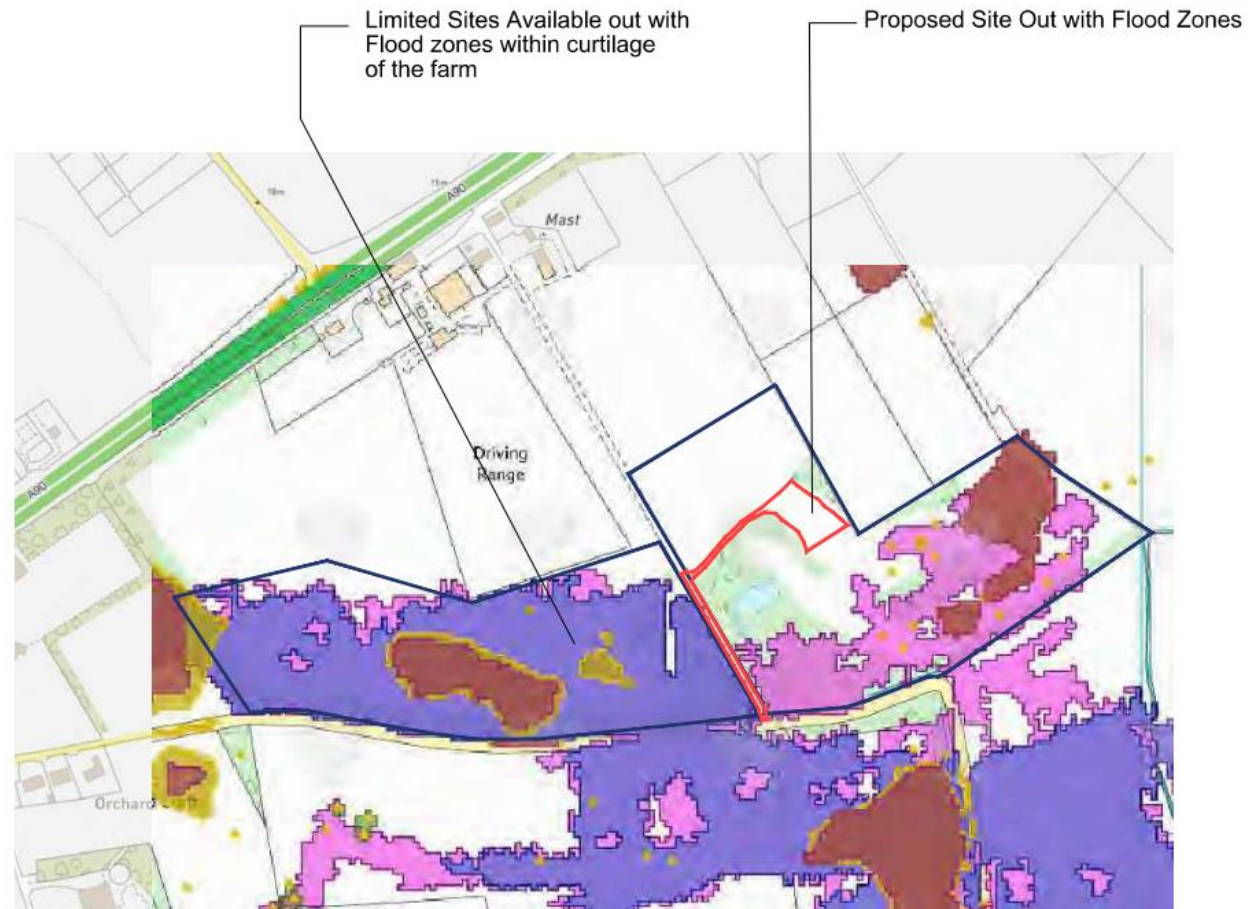 Limited Sites Available out with
Flood zones within curtilage
of the farm
Proposed Site Out with Flood Zones
A90
Mast
Driving
Range
A90